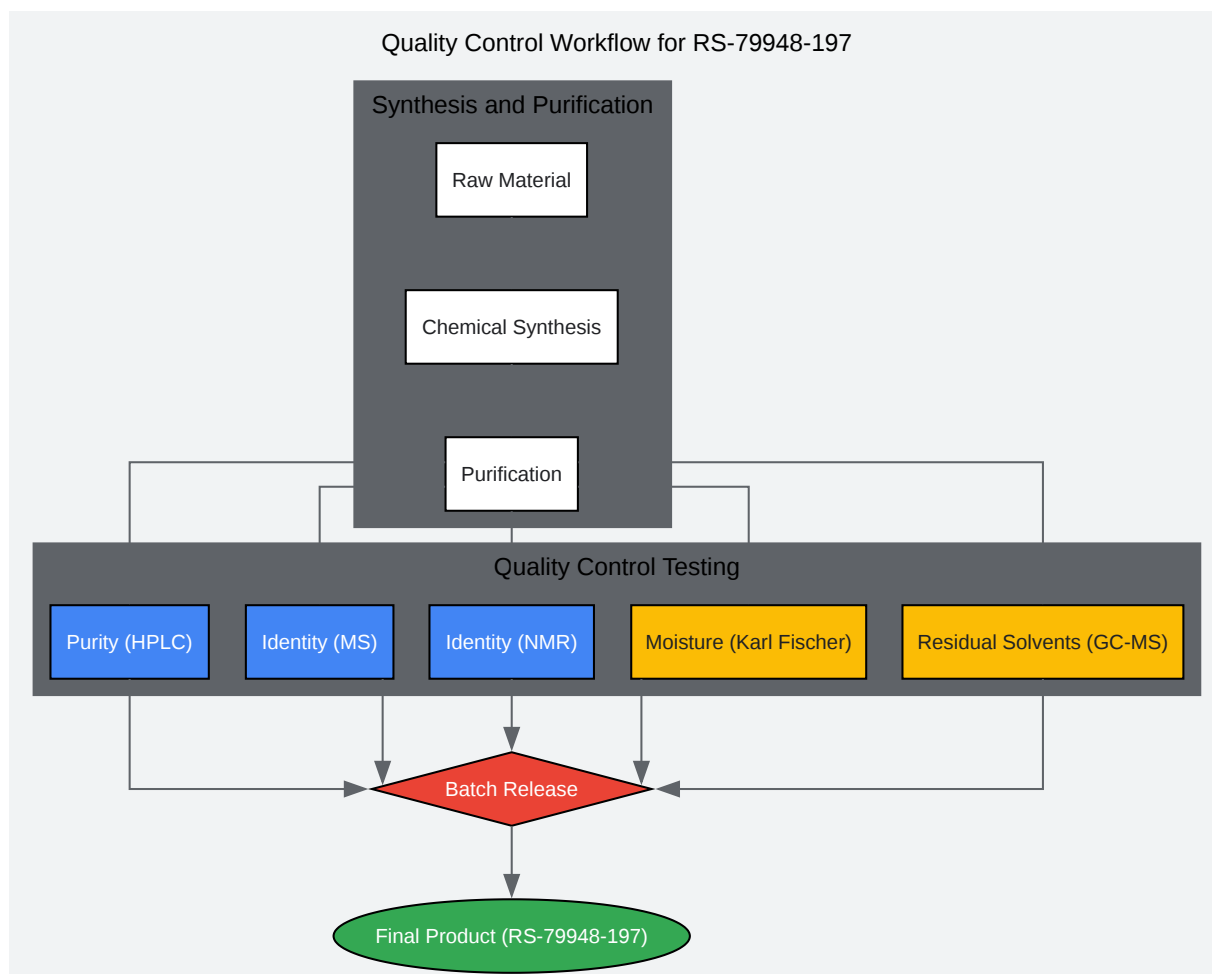 Quality Control Workflow for RS-79948-197
Synthesis and Purification
Raw Material
Chemical Synthesis
Purification
Quality Control Testing
Purity (HPLC)
Identity (MS)
Identity (NMR)
Moisture (Karl Fischer)
Residual Solvents (GC-MS)
Batch Release
Final Product (RS-79948-197)